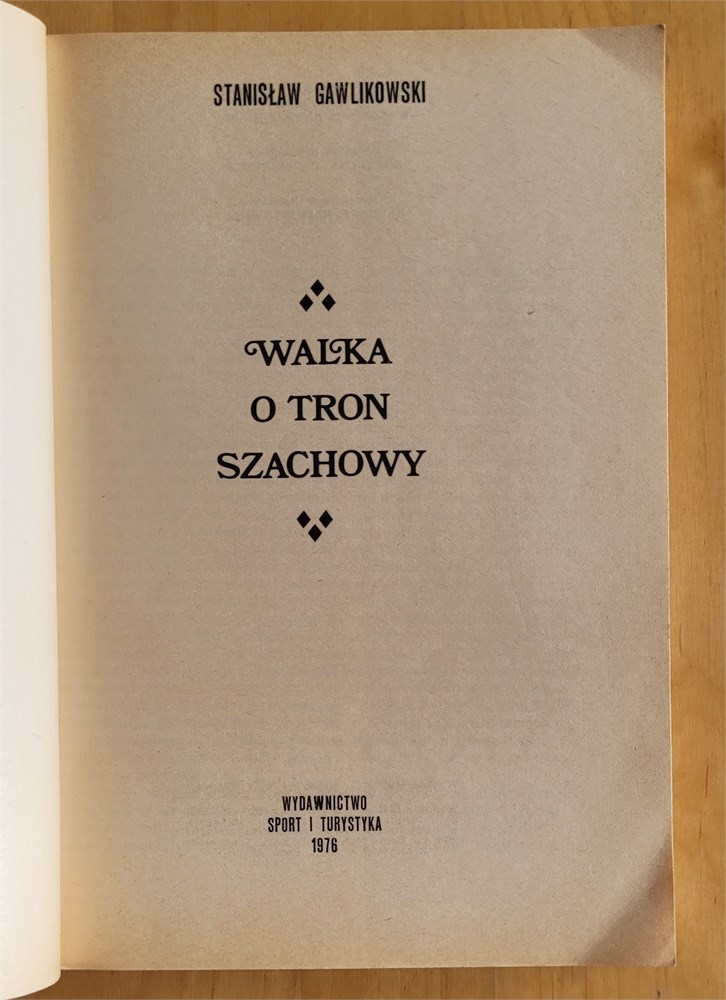 STANISŁAW GAWLIKOWSKI
WALKA
O TRON
SZACHOWY
WYDAWNICTWO
SPORT I TURYSTYKA
1976